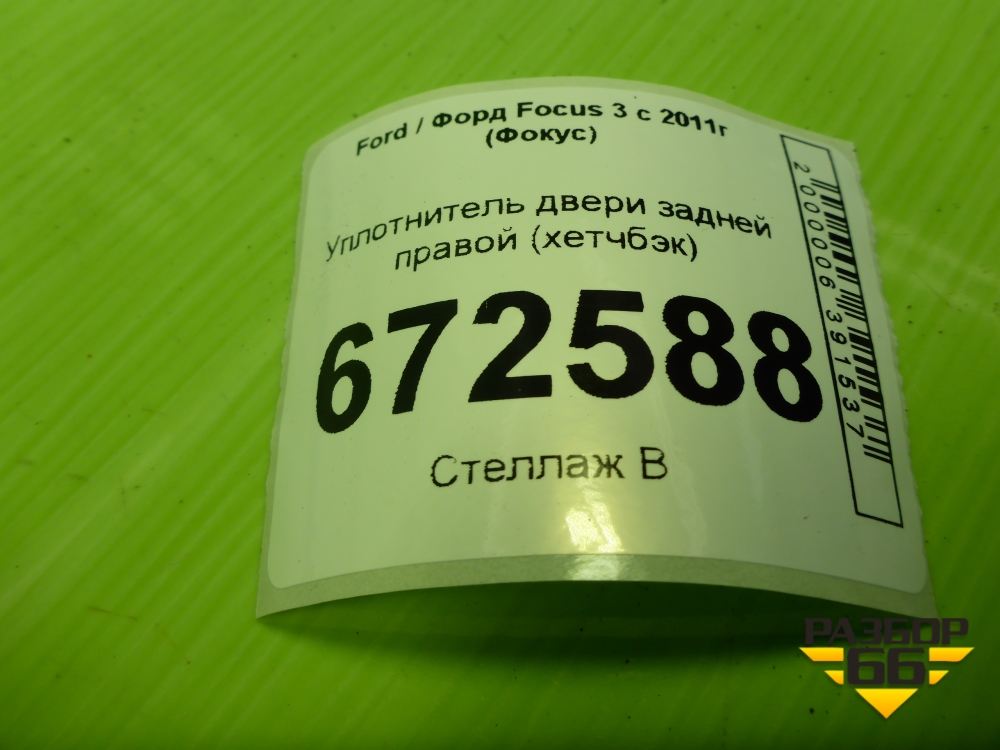 Ford / Форд Focus 3 с 2011г
(Фокус)
Уплотнитель двери задней
правой (хетчбэк)
672588
Стеллаж В
2000006391537
РАЗБОР
66